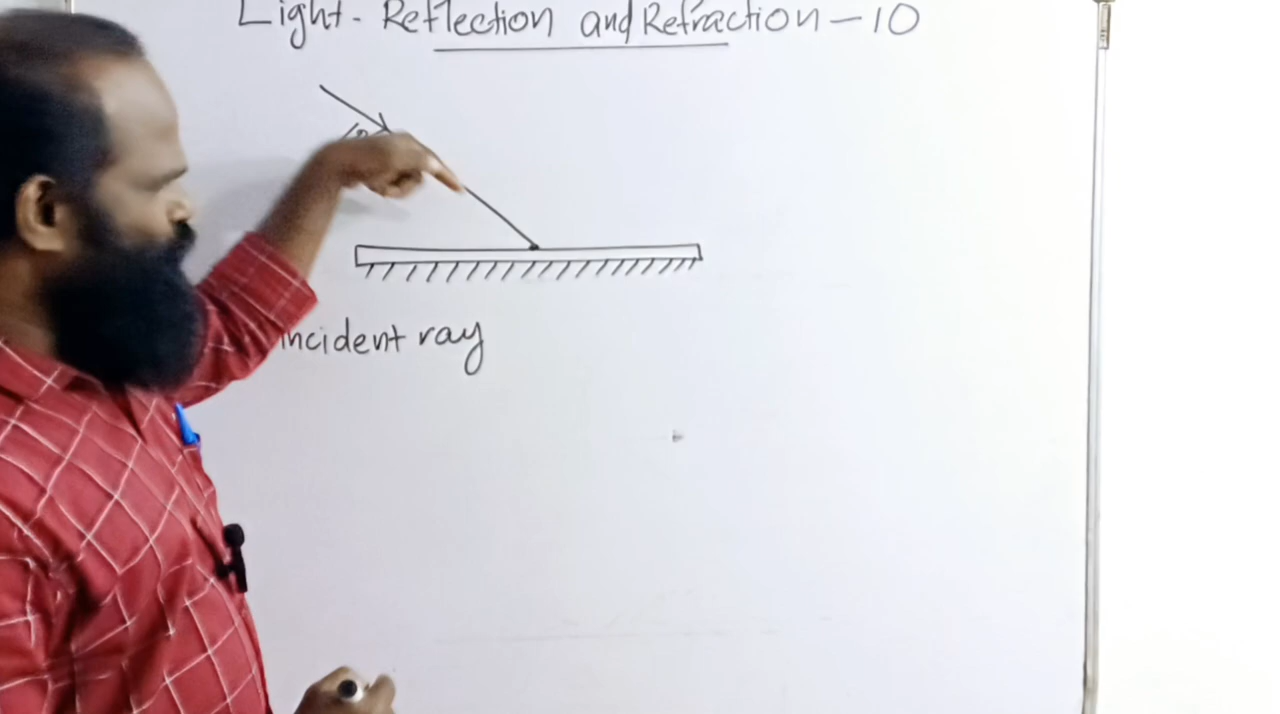 Light - Reflection and Refraction - 10
incident ray